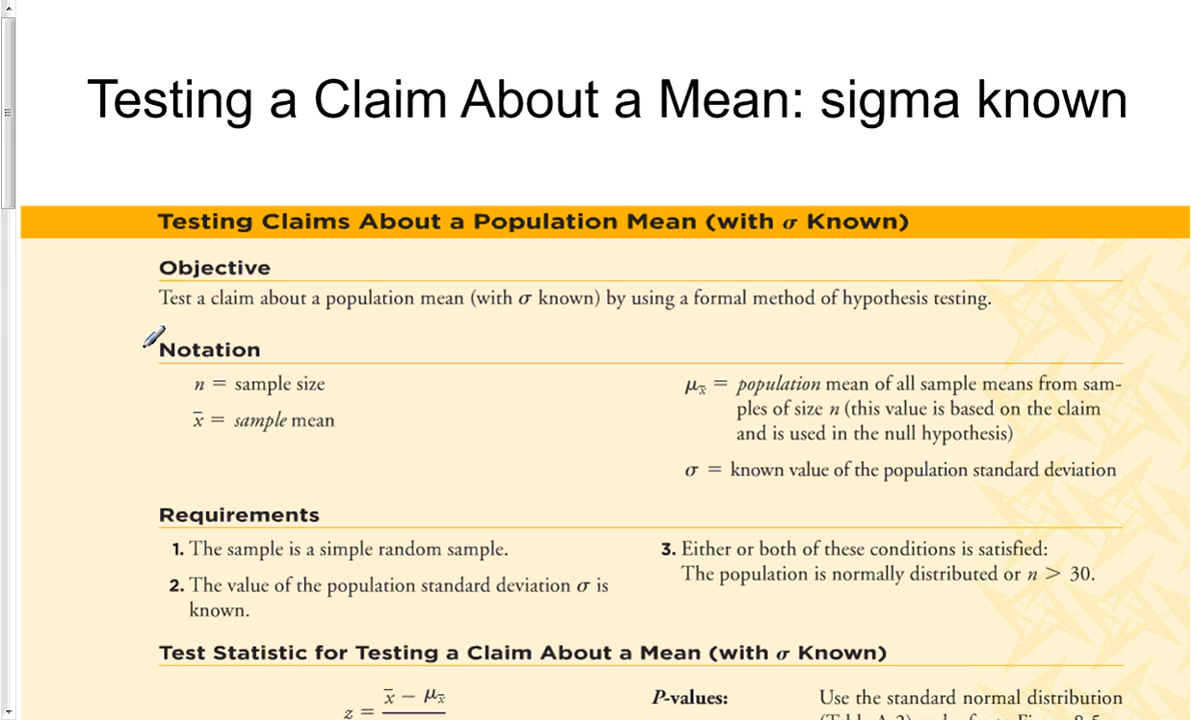 Testing a Claim About a Mean: sigma known
Testing Claims About a Population Mean (with σ Known)
Objective
Test a claim about a population mean (with σ known) by using a formal method of hypothesis testing.
Notation
n = sample size
x̄ = sample mean
μx̄ = population mean of all sample means from sam-
ples of size n (this value is based on the claim
and is used in the null hypothesis)
σ = known value of the population standard deviation
Requirements
1. The sample is a simple random sample.
2. The value of the population standard deviation σ is
known.
3. Either or both of these conditions is satisfied:
The population is normally distributed or n > 30.
Test Statistic for Testing a Claim About a Mean (with σ Known)
x̄ − μx̄
z =
P-values:
Use the standard normal distribution